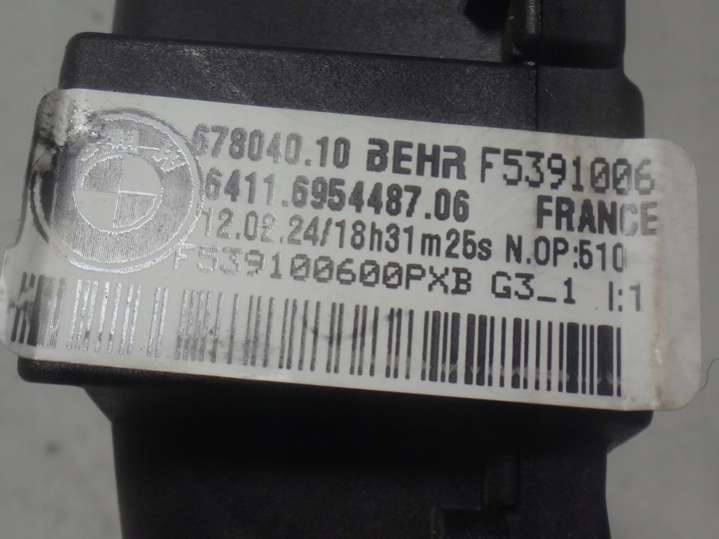 678040.10 BEHR F5391006
6411.6954487.06 FRANCE
12.02.24/18h31m25s N.OP:510
F539100600PXB G3_1 I:1